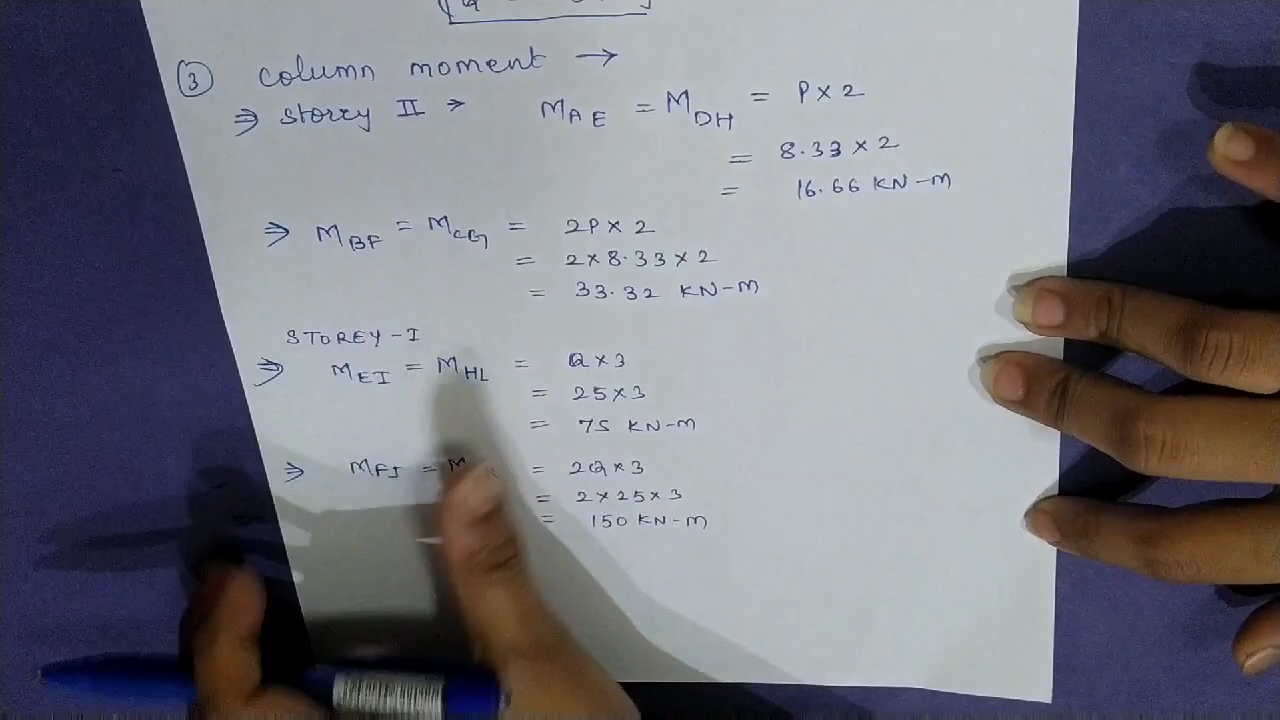 ③ column moment →
⇒ storey II → M_AE = M_DH = P × 2
= 8.33 × 2
= 16.66 KN-M
⇒ M_BF = M_CG = 2P × 2
= 2 × 8.33 × 2
= 33.32 KN-M
STOREY - I
⇒ M_EI = M_HL = Q × 3
= 25 × 3
= 75 KN-M
⇒ M_FJ = M = 2Q × 3
= 2 × 25 × 3
= 150 KN-M